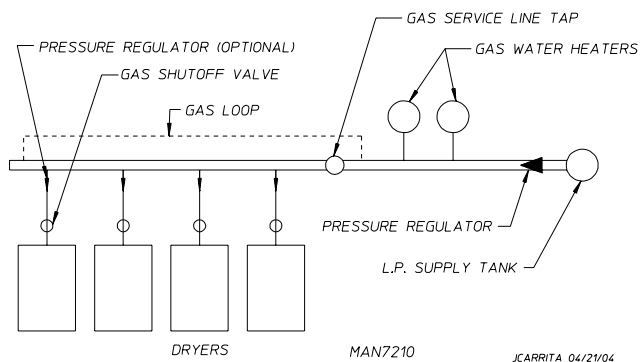 GAS SERVICE LINE TAP
PRESSURE REGULATOR (OPTIONAL)
GAS WATER HEATERS
GAS SHUTOFF VALVE
GAS LOOP
PRESSURE REGULATOR
L.P. SUPPLY TANK
DRYERS
MAN7210
JCARRITA 04/21/04